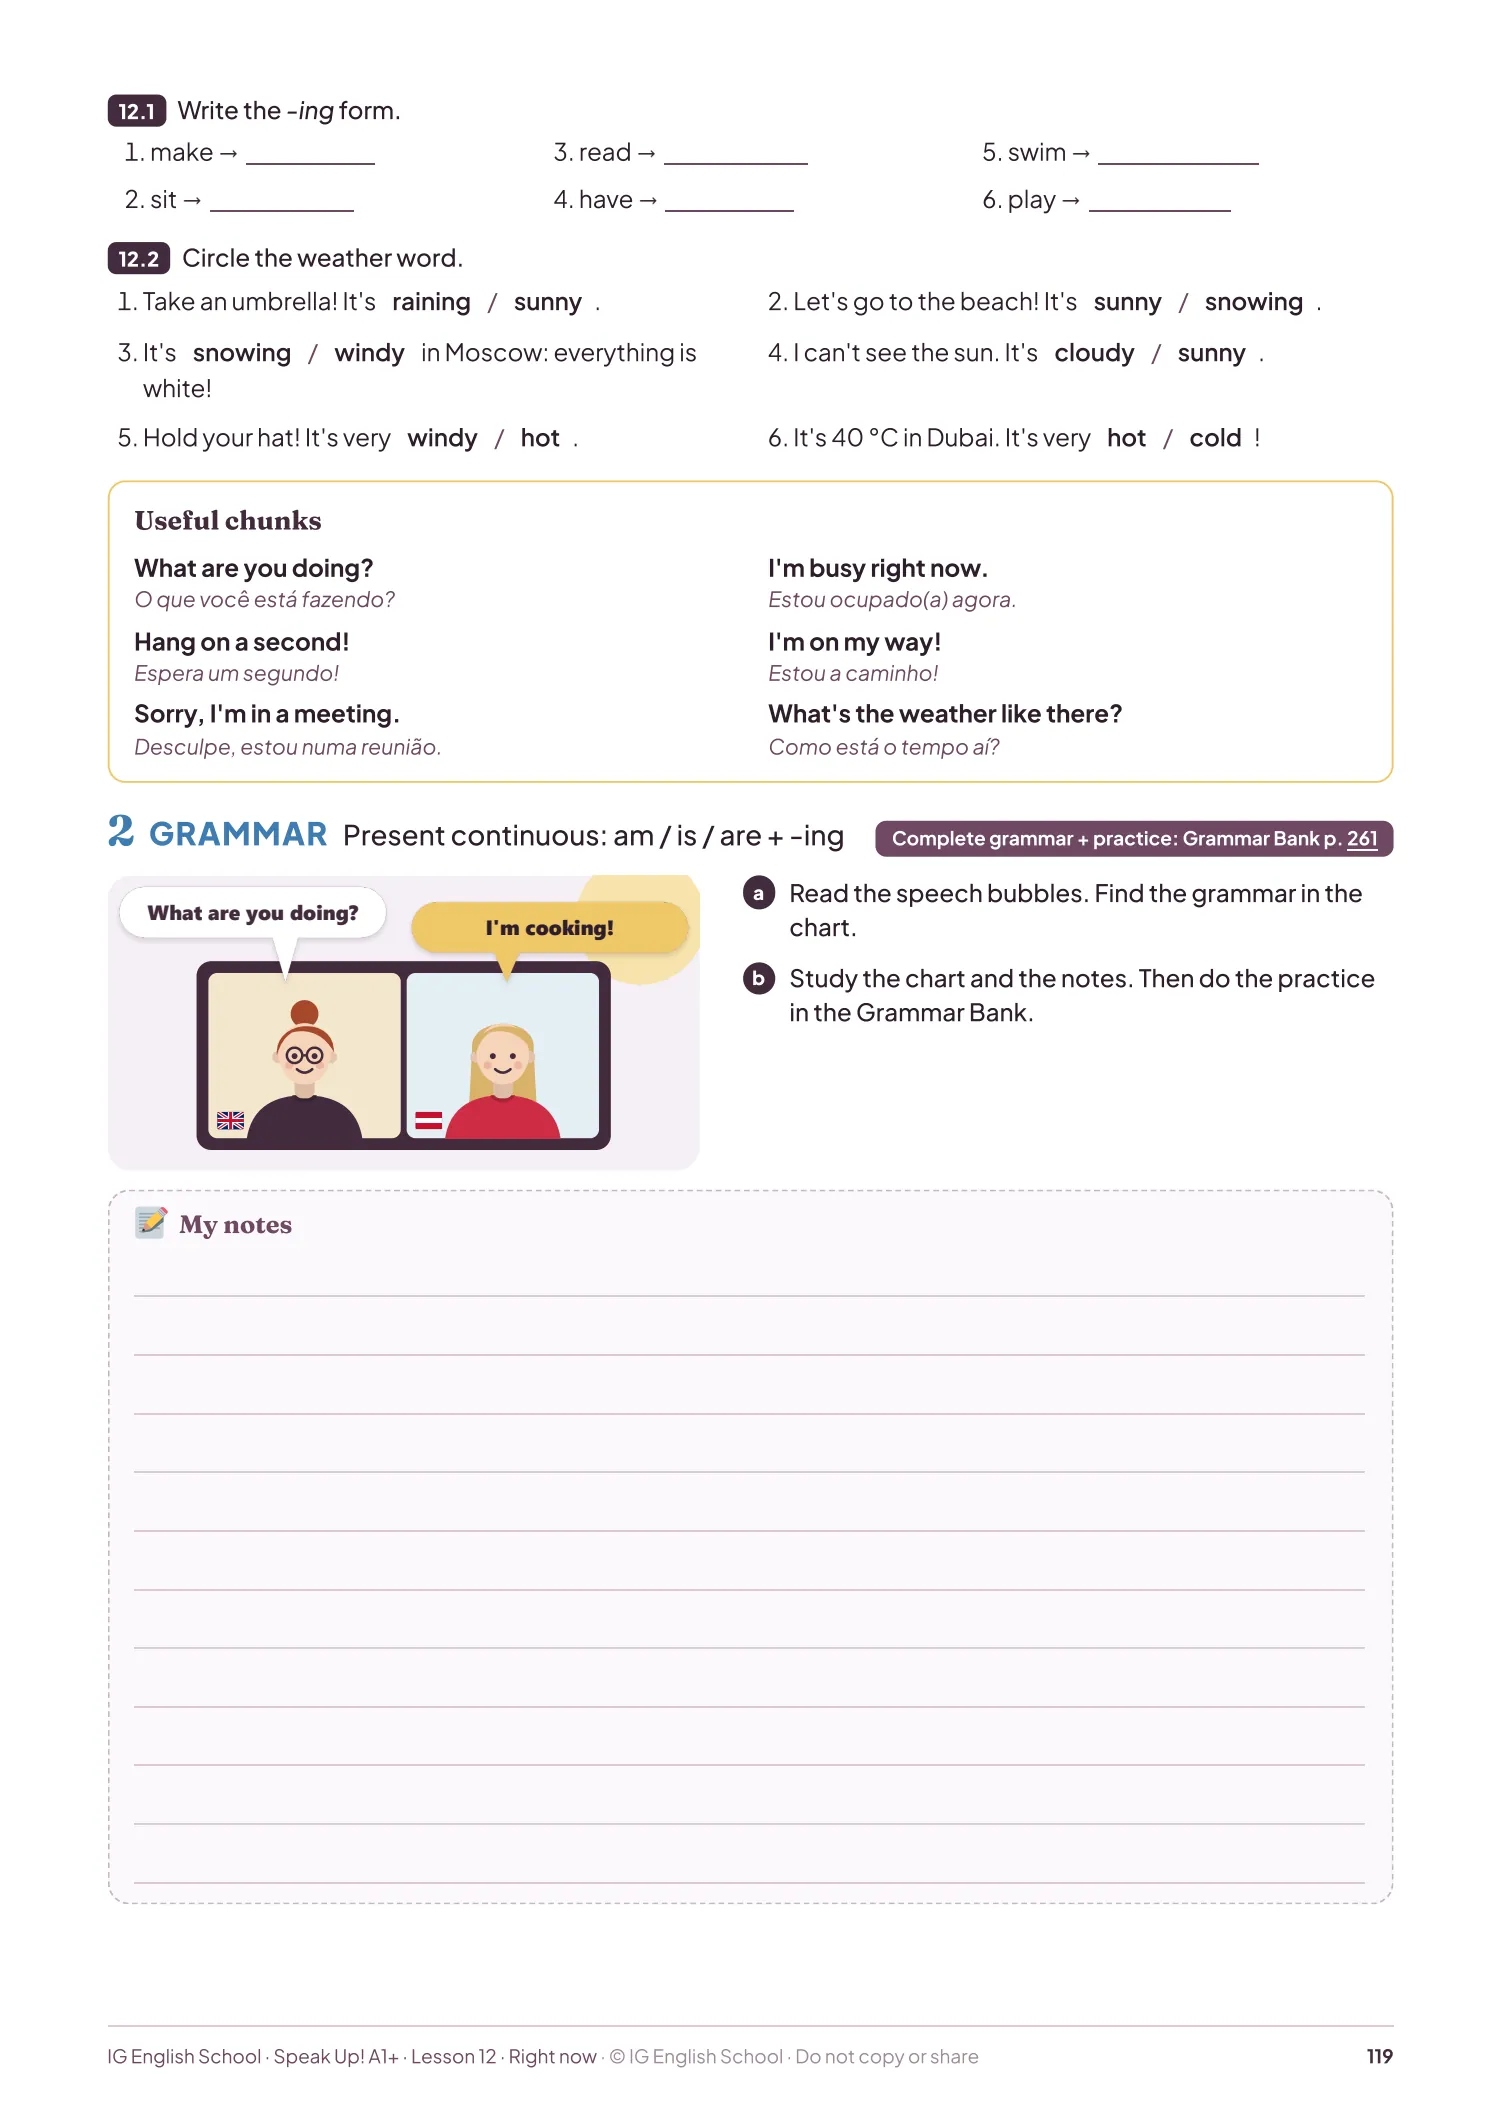 12.1 Write the -ing form.
1. make → __________
3. read → __________
5. swim → __________
2. sit → __________
4. have → __________
6. play → __________
12.2 Circle the weather word.
1. Take an umbrella! It's raining / sunny .
2. Let's go to the beach! It's sunny / snowing .
3. It's snowing / windy in Moscow: everything is
white!
4. I can't see the sun. It's cloudy / sunny .
5. Hold your hat! It's very windy / hot .
6. It's 40 °C in Dubai. It's very hot / cold !
Useful chunks
What are you doing?
O que você está fazendo?
I'm busy right now.
Estou ocupado(a) agora.
Hang on a second!
Espera um segundo!
I'm on my way!
Estou a caminho!
Sorry, I'm in a meeting.
Desculpe, estou numa reunião.
What's the weather like there?
Como está o tempo aí?
2 GRAMMAR Present continuous: am / is / are + -ing
Complete grammar + practice: Grammar Bank p. 261
What are you doing?
I'm cooking!
a Read the speech bubbles. Find the grammar in the
chart.
b Study the chart and the notes. Then do the practice
in the Grammar Bank.
My notes
IG English School · Speak Up! A1+ · Lesson 12 · Right now · © IG English School · Do not copy or share
119